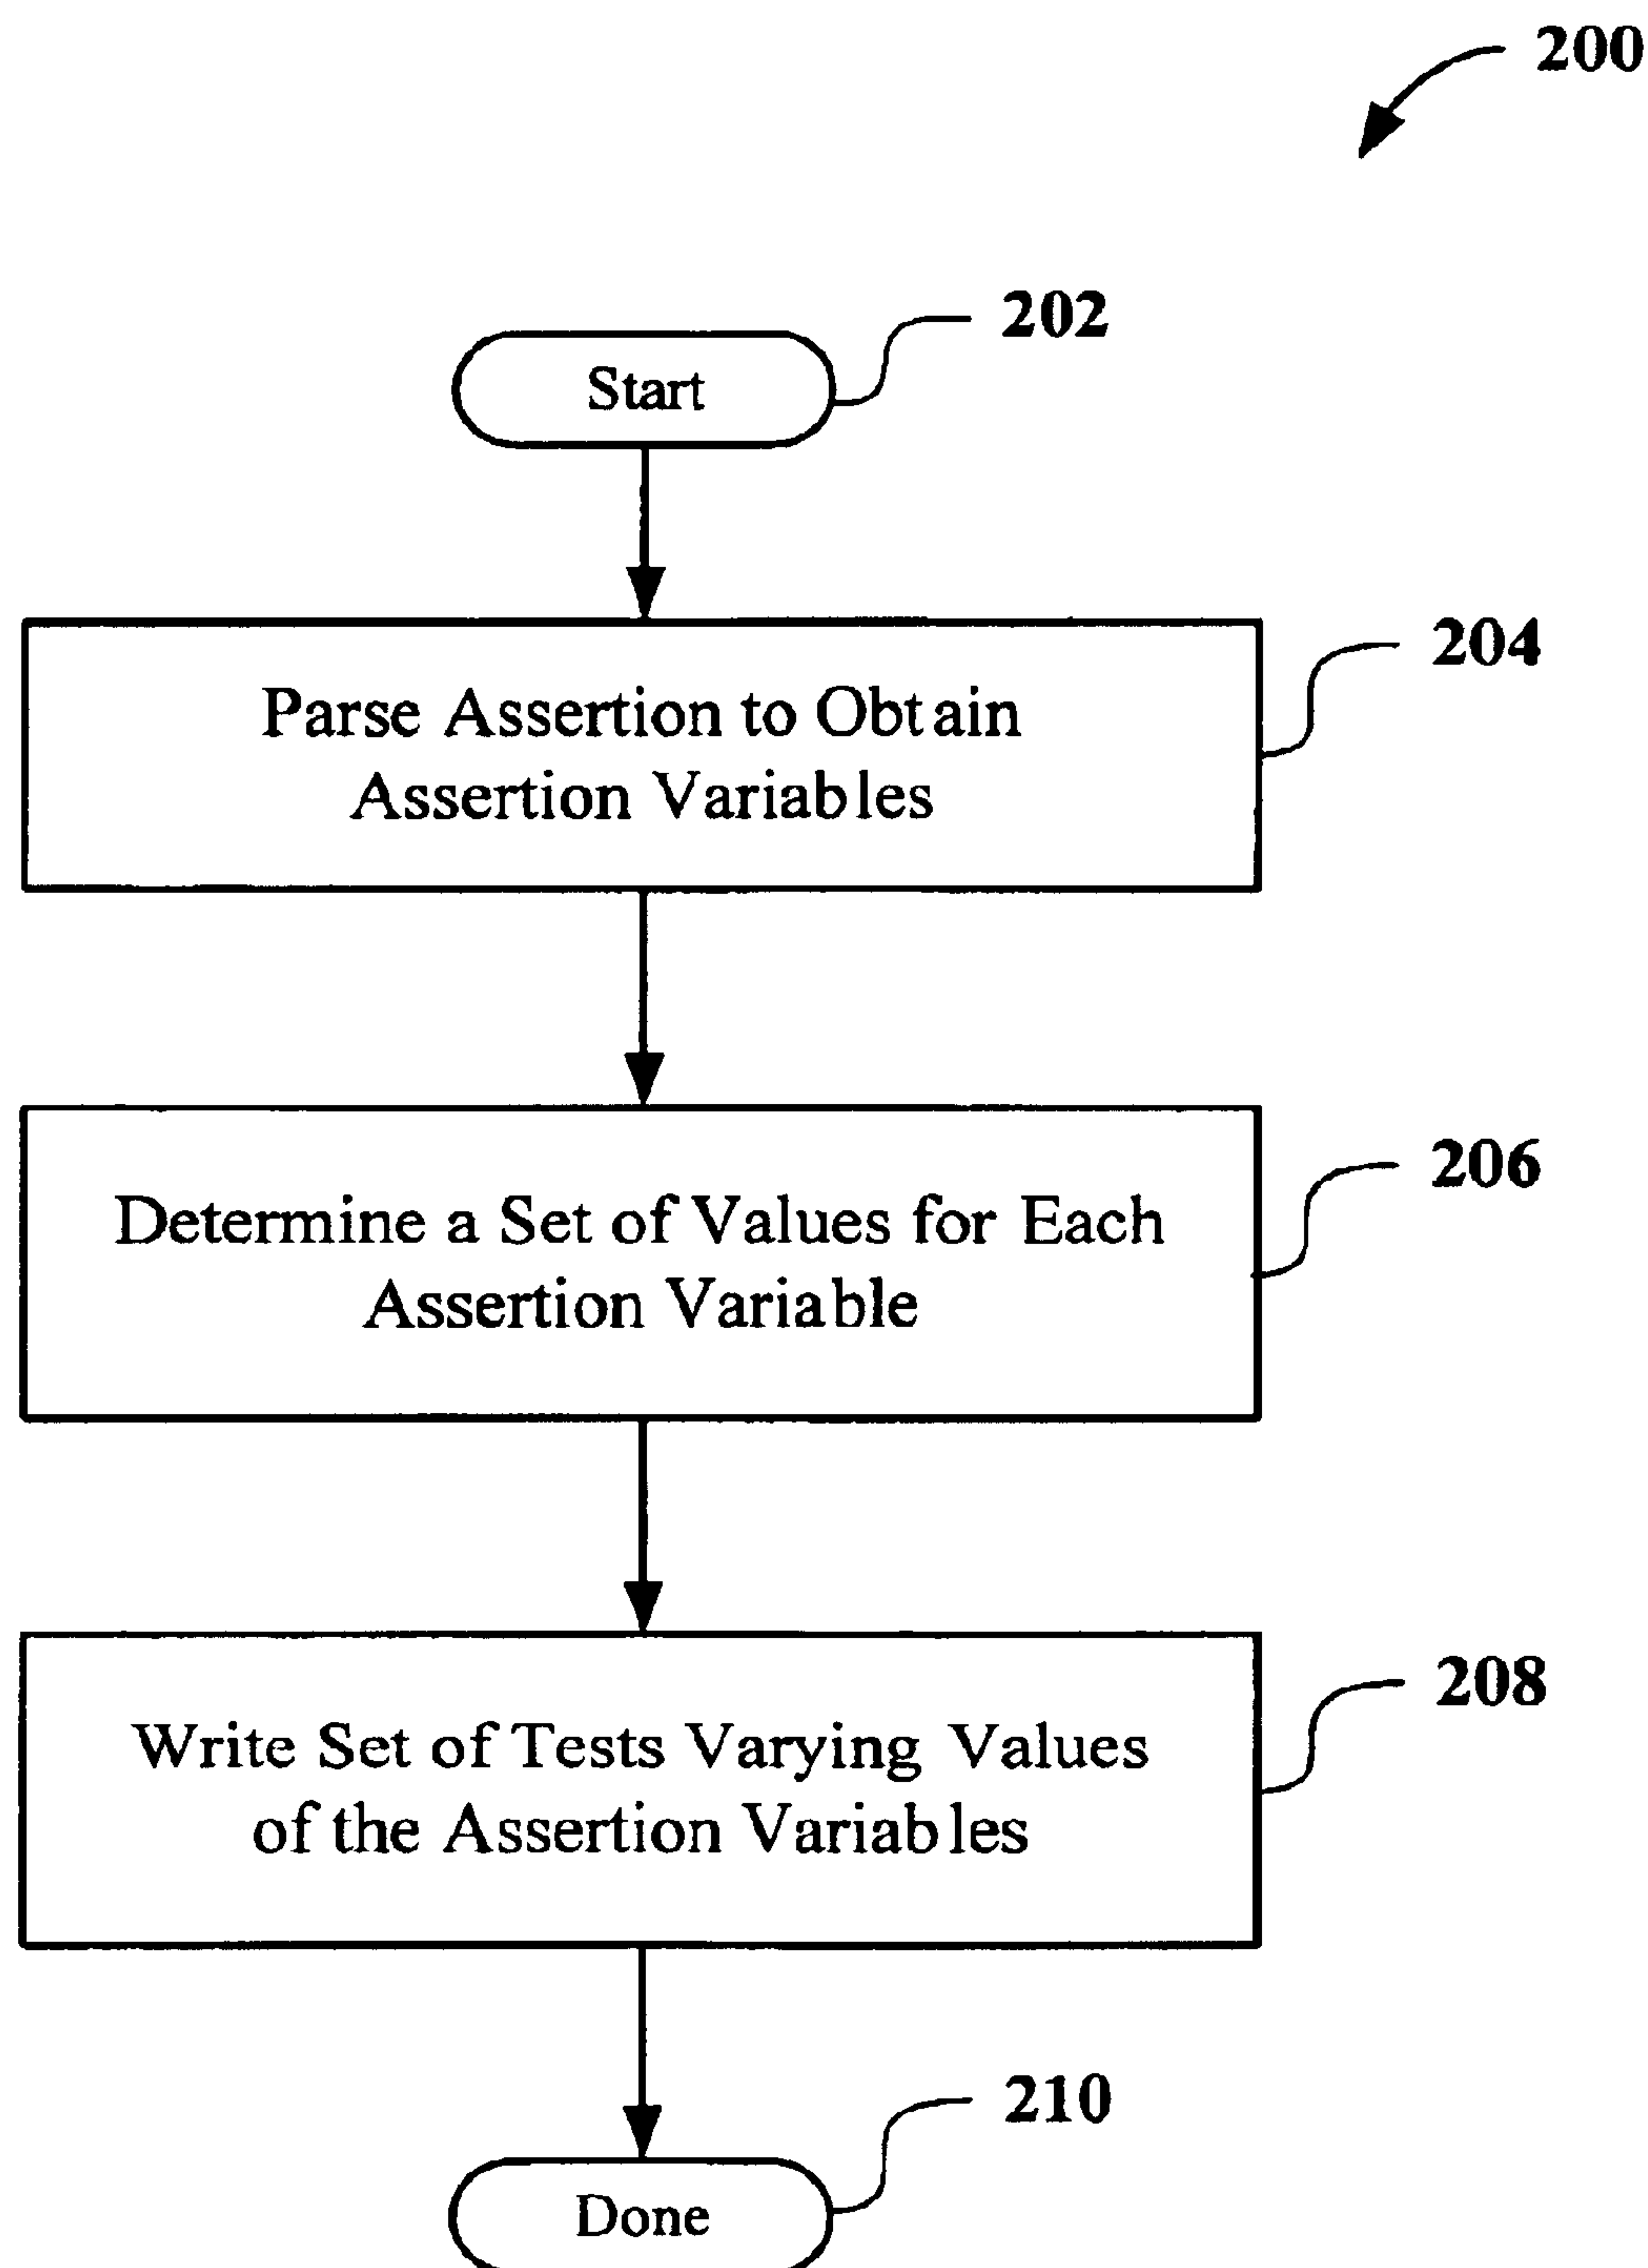 200
202
Start
204
Parse Assertion to Obtain
Assertion Variables
206
Determine a Set of Values for Each
Assertion Variable
208
Write Set of Tests Varying Values
of the Assertion Variables
210
Done